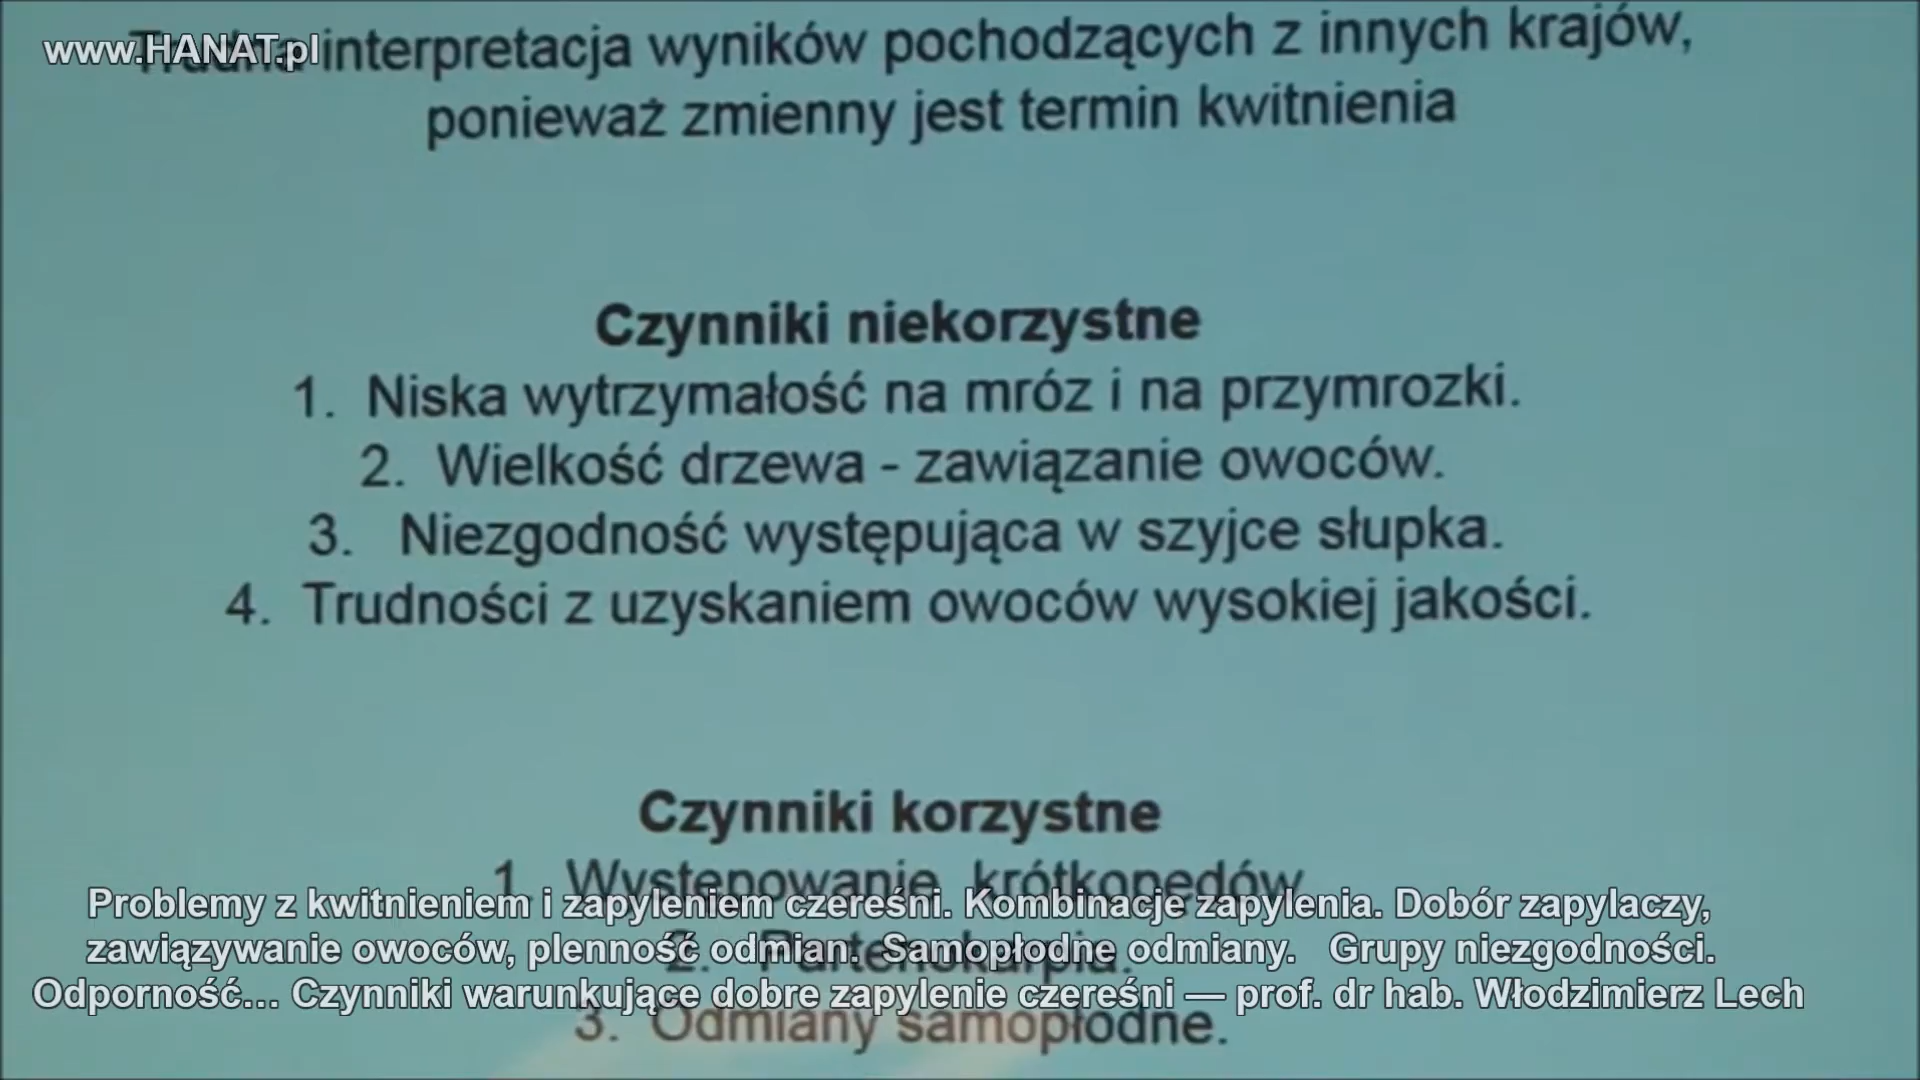 www.HANAT.pl
Trudna interpretacja wyników pochodzących z innych krajów,
ponieważ zmienny jest termin kwitnienia
Czynniki niekorzystne
1. Niska wytrzymałość na mróz i na przymrozki.
2. Wielkość drzewa - zawiązanie owoców.
3. Niezgodność występująca w szyjce słupka.
4. Trudności z uzyskaniem owoców wysokiej jakości.
Czynniki korzystne
1. Występowanie krótkopędów
2. Partenokarpia.
3. Odmiany samopłodne.
Problemy z kwitnieniem i zapyleniem czereśni. Kombinacje zapylenia. Dobór zapylaczy,
zawiązywanie owoców, plenność odmian. Samopłodne odmiany. Grupy niezgodności.
Odporność... Czynniki warunkujące dobre zapylenie czereśni — prof. dr hab. Włodzimierz Lech